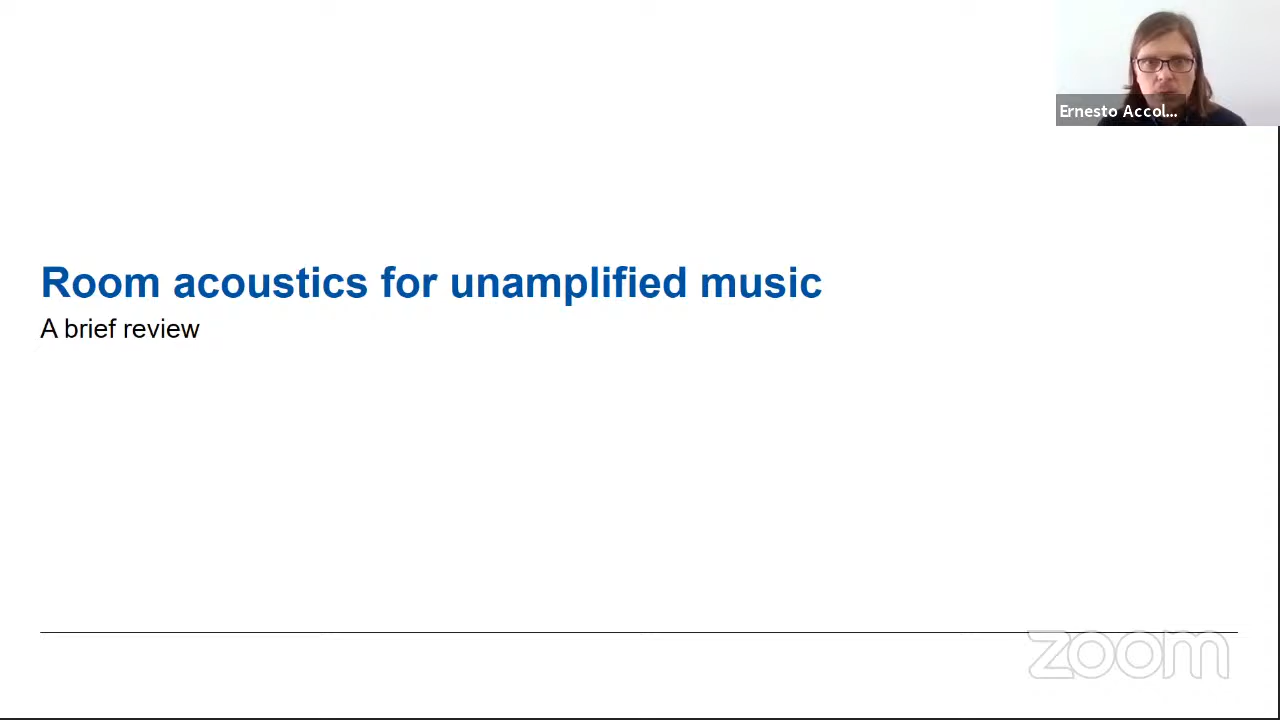 Ernesto Accol...
Room acoustics for unamplified music
A brief review
zoom